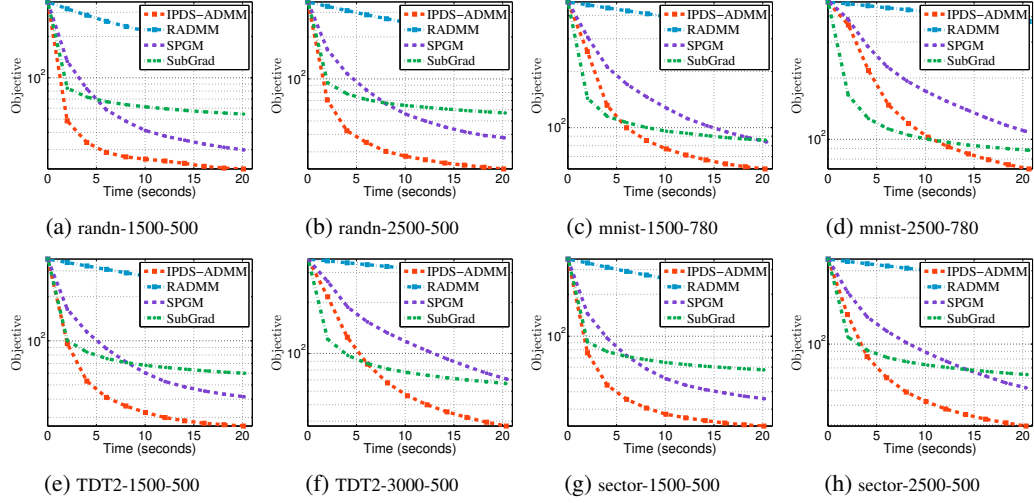 Objective
10²
IPDS-ADMM
RADMM
SPGM
SubGrad
0 5 10 15 20
Time (seconds)
(a) randn-1500-500
Objective
10²
IPDS-ADMM
RADMM
SPGM
SubGrad
0 5 10 15 20
Time (seconds)
(b) randn-2500-500
Objective
10²
IPDS-ADMM
RADMM
SPGM
SubGrad
0 5 10 15 20
Time (seconds)
(c) mnist-1500-780
Objective
10²
IPDS-ADMM
RADMM
SPGM
SubGrad
0 5 10 15 20
Time (seconds)
(d) mnist-2500-780
Objective
10²
IPDS-ADMM
RADMM
SPGM
SubGrad
0 5 10 15 20
Time (seconds)
(e) TDT2-1500-500
Objective
10²
IPDS-ADMM
RADMM
SPGM
SubGrad
0 5 10 15 20
Time (seconds)
(f) TDT2-3000-500
Objective
10²
IPDS-ADMM
RADMM
SPGM
SubGrad
0 5 10 15 20
Time (seconds)
(g) sector-1500-500
Objective
10²
IPDS-ADMM
RADMM
SPGM
SubGrad
0 5 10 15 20
Time (seconds)
(h) sector-2500-500